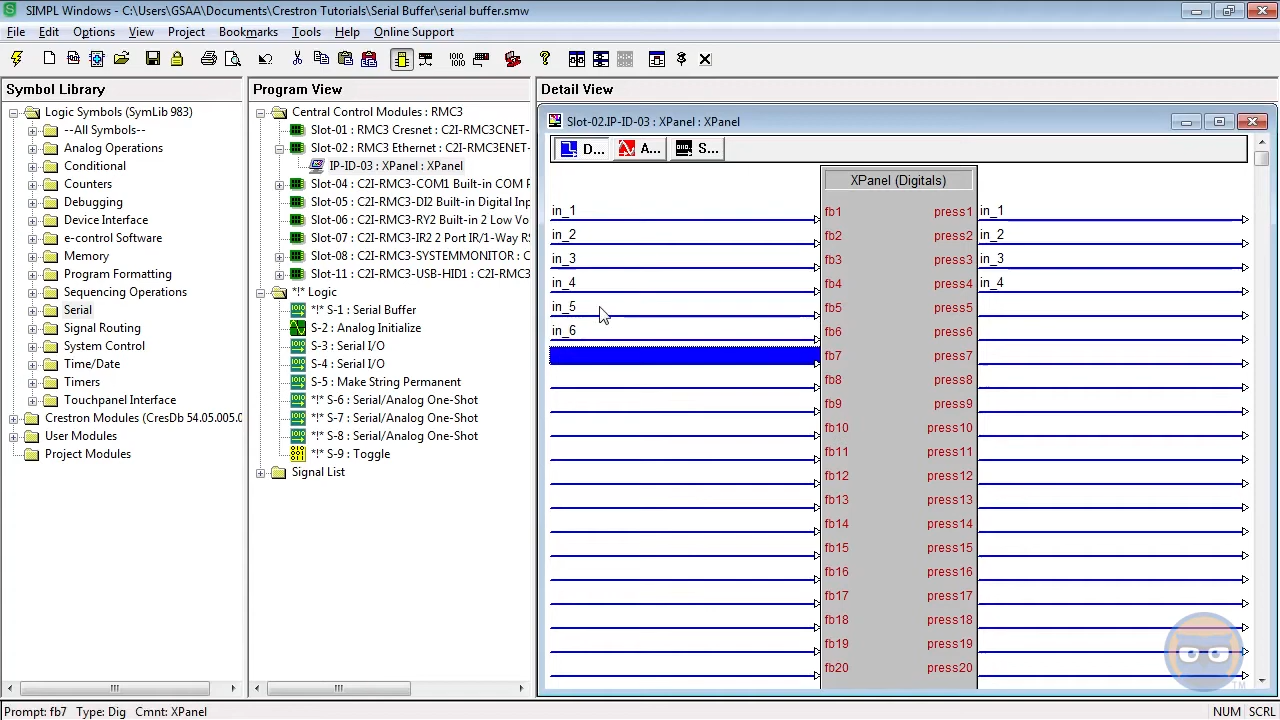 SIMPL Windows - C:\Users\GSAA\Documents\Crestron Tutorials\Serial Buffer\serial buffer.smw
File Edit Options View Project Bookmarks Tools Help Online Support
Symbol Library
Logic Symbols (SymLib 983)
--All Symbols--
Analog Operations
Conditional
Counters
Debugging
Device Interface
e-control Software
Memory
Program Formatting
Sequencing Operations
Serial
Signal Routing
System Control
Time/Date
Timers
Touchpanel Interface
Crestron Modules (CresDb 54.05.005.0
User Modules
Project Modules
Program View
Central Control Modules : RMC3
Slot-01 : RMC3 Cresnet : C2I-RMC3CNET-
Slot-02 : RMC3 Ethernet : C2I-RMC3ENET-
IP-ID-03 : XPanel : XPanel
Slot-04 : C2I-RMC3-COM1 Built-in COM P
Slot-05 : C2I-RMC3-DI2 Built-in Digital Inp
Slot-06 : C2I-RMC3-RY2 Built-in 2 Low Vo
Slot-07 : C2I-RMC3-IR2 2 Port IR/1-Way RS
Slot-08 : C2I-RMC3-SYSTEMMONITOR : C
Slot-11 : C2I-RMC3-USB-HID1 : C2I-RMC3
*!* Logic
*!* S-1 : Serial Buffer
S-2 : Analog Initialize
S-3 : Serial I/O
S-4 : Serial I/O
S-5 : Make String Permanent
*!* S-6 : Serial/Analog One-Shot
*!* S-7 : Serial/Analog One-Shot
*!* S-8 : Serial/Analog One-Shot
*!* S-9 : Toggle
Signal List
Detail View
Slot-02.IP-ID-03 : XPanel : XPanel
D... A... S...
XPanel (Digitals)
in_1 fb1 press1 in_1
in_2 fb2 press2 in_2
in_3 fb3 press3 in_3
in_4 fb4 press4 in_4
in_5 fb5 press5
in_6 fb6 press6
fb7 press7
fb8 press8
fb9 press9
fb10 press10
fb11 press11
fb12 press12
fb13 press13
fb14 press14
fb15 press15
fb16 press16
fb17 press17
fb18 press18
fb19 press19
fb20 press20
Prompt: fb7 Type: Dig Cmnt: XPanel
NUM SCRL